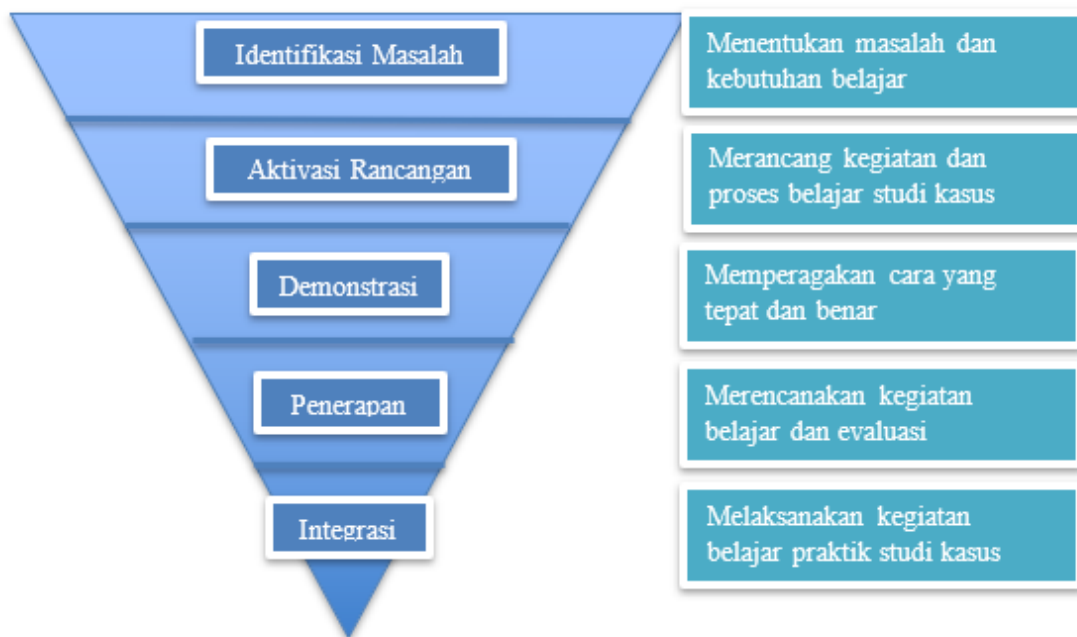 Identifikasi Masalah
Menentukan masalah dan
kebutuhan belajar
Aktivasi Rancangan
Merancang kegiatan dan
proses belajar studi kasus
Demonstrasi
Memperagakan cara yang
tepat dan benar
Penerapan
Merencanakan kegiatan
belajar dan evaluasi
Integrasi
Melaksanakan kegiatan
belajar praktik studi kasus